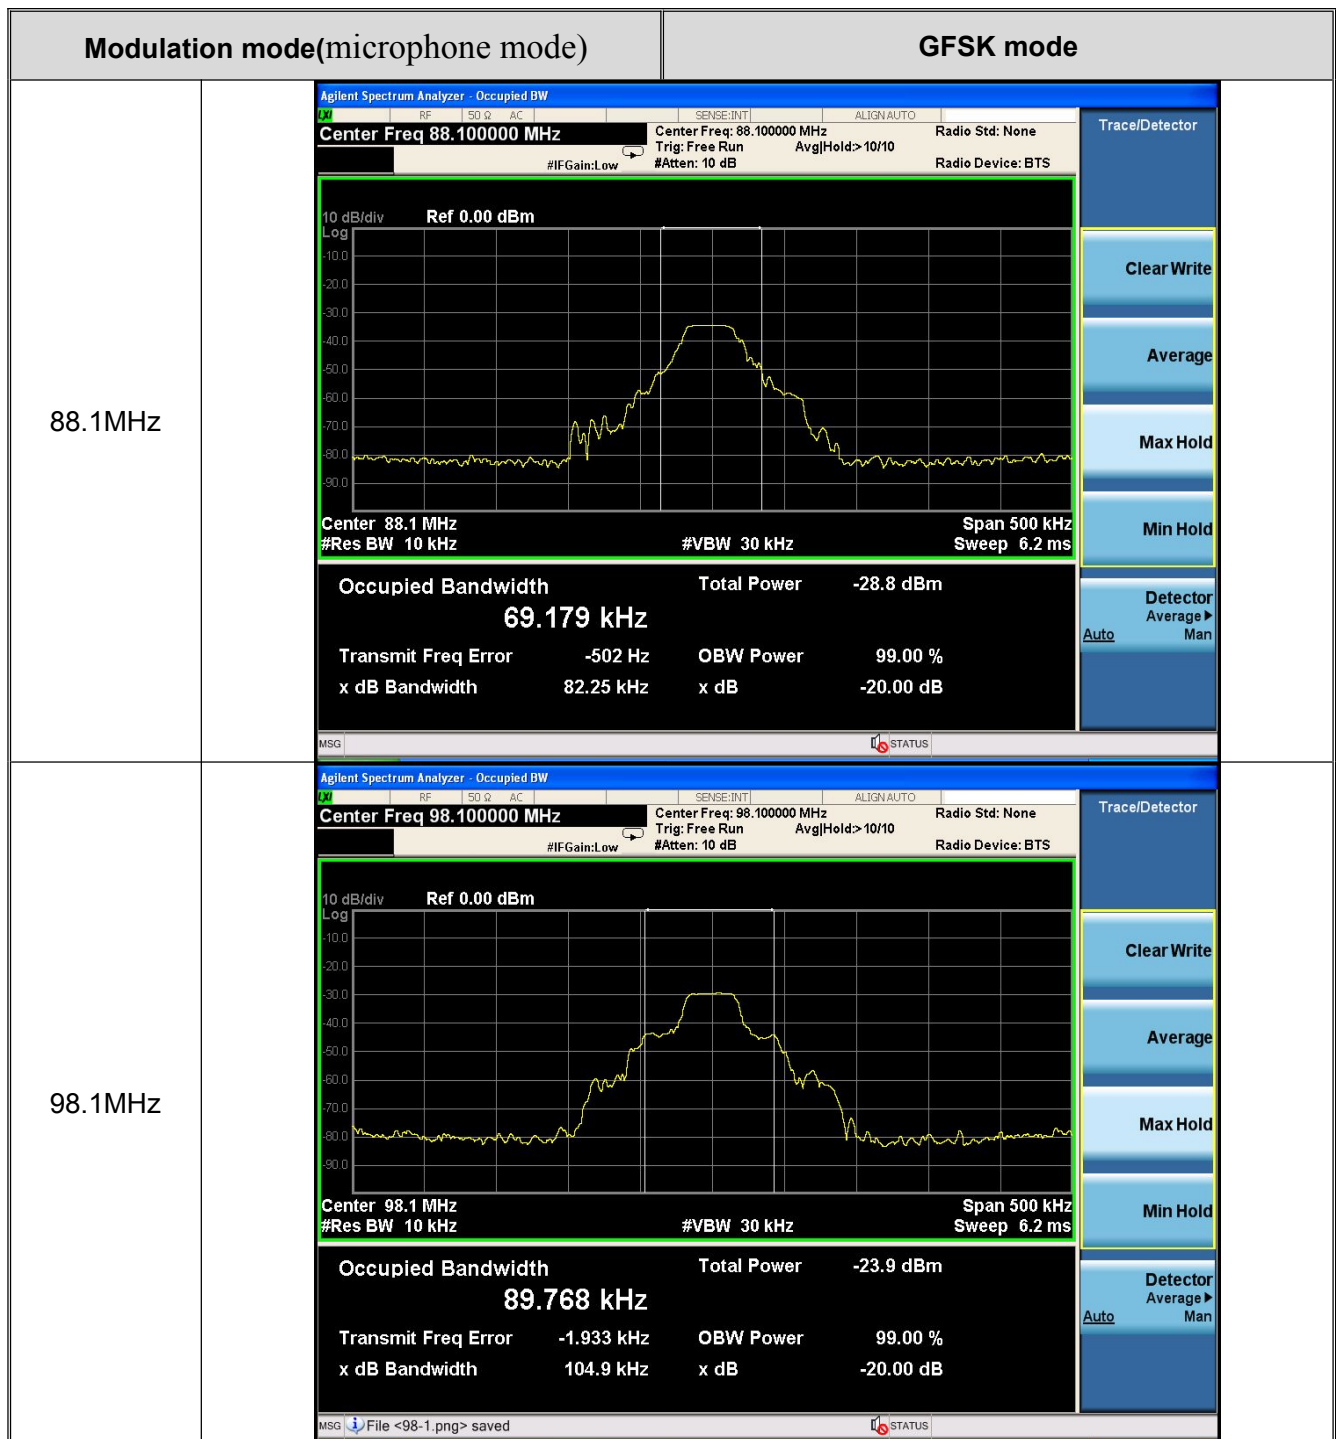 Modulation mode(microphone mode) GFSK mode
88.1MHz
Agilent Spectrum Analyzer - Occupied BW
LXI RF 50 Ω AC SENSE:INT ALIGN AUTO
Center Freq 88.100000 MHz
Center Freq: 88.100000 MHz Radio Std: None
Trig: Free Run Avg|Hold:>10/10
#IFGain:Low #Atten: 10 dB Radio Device: BTS
10 dB/div Ref 0.00 dBm
Log
-10.0
-20.0
-30.0
-40.0
-50.0
-60.0
-70.0
-80.0
-90.0
Center 88.1 MHz Span 500 kHz
#Res BW 10 kHz #VBW 30 kHz Sweep 6.2 ms
Occupied Bandwidth Total Power -28.8 dBm
69.179 kHz
Transmit Freq Error -502 Hz OBW Power 99.00 %
x dB Bandwidth 82.25 kHz x dB -20.00 dB
MSG STATUS
Trace/Detector
Clear Write
Average
Max Hold
Min Hold
Detector
Average
Auto Man
98.1MHz
Agilent Spectrum Analyzer - Occupied BW
LXI RF 50 Ω AC SENSE:INT ALIGN AUTO
Center Freq 98.100000 MHz
Center Freq: 98.100000 MHz Radio Std: None
Trig: Free Run Avg|Hold:>10/10
#IFGain:Low #Atten: 10 dB Radio Device: BTS
10 dB/div Ref 0.00 dBm
Log
-10.0
-20.0
-30.0
-40.0
-50.0
-60.0
-70.0
-80.0
-90.0
Center 98.1 MHz Span 500 kHz
#Res BW 10 kHz #VBW 30 kHz Sweep 6.2 ms
Occupied Bandwidth Total Power -23.9 dBm
89.768 kHz
Transmit Freq Error -1.933 kHz OBW Power 99.00 %
x dB Bandwidth 104.9 kHz x dB -20.00 dB
MSG File <98-1.png> saved STATUS
Trace/Detector
Clear Write
Average
Max Hold
Min Hold
Detector
Average
Auto Man